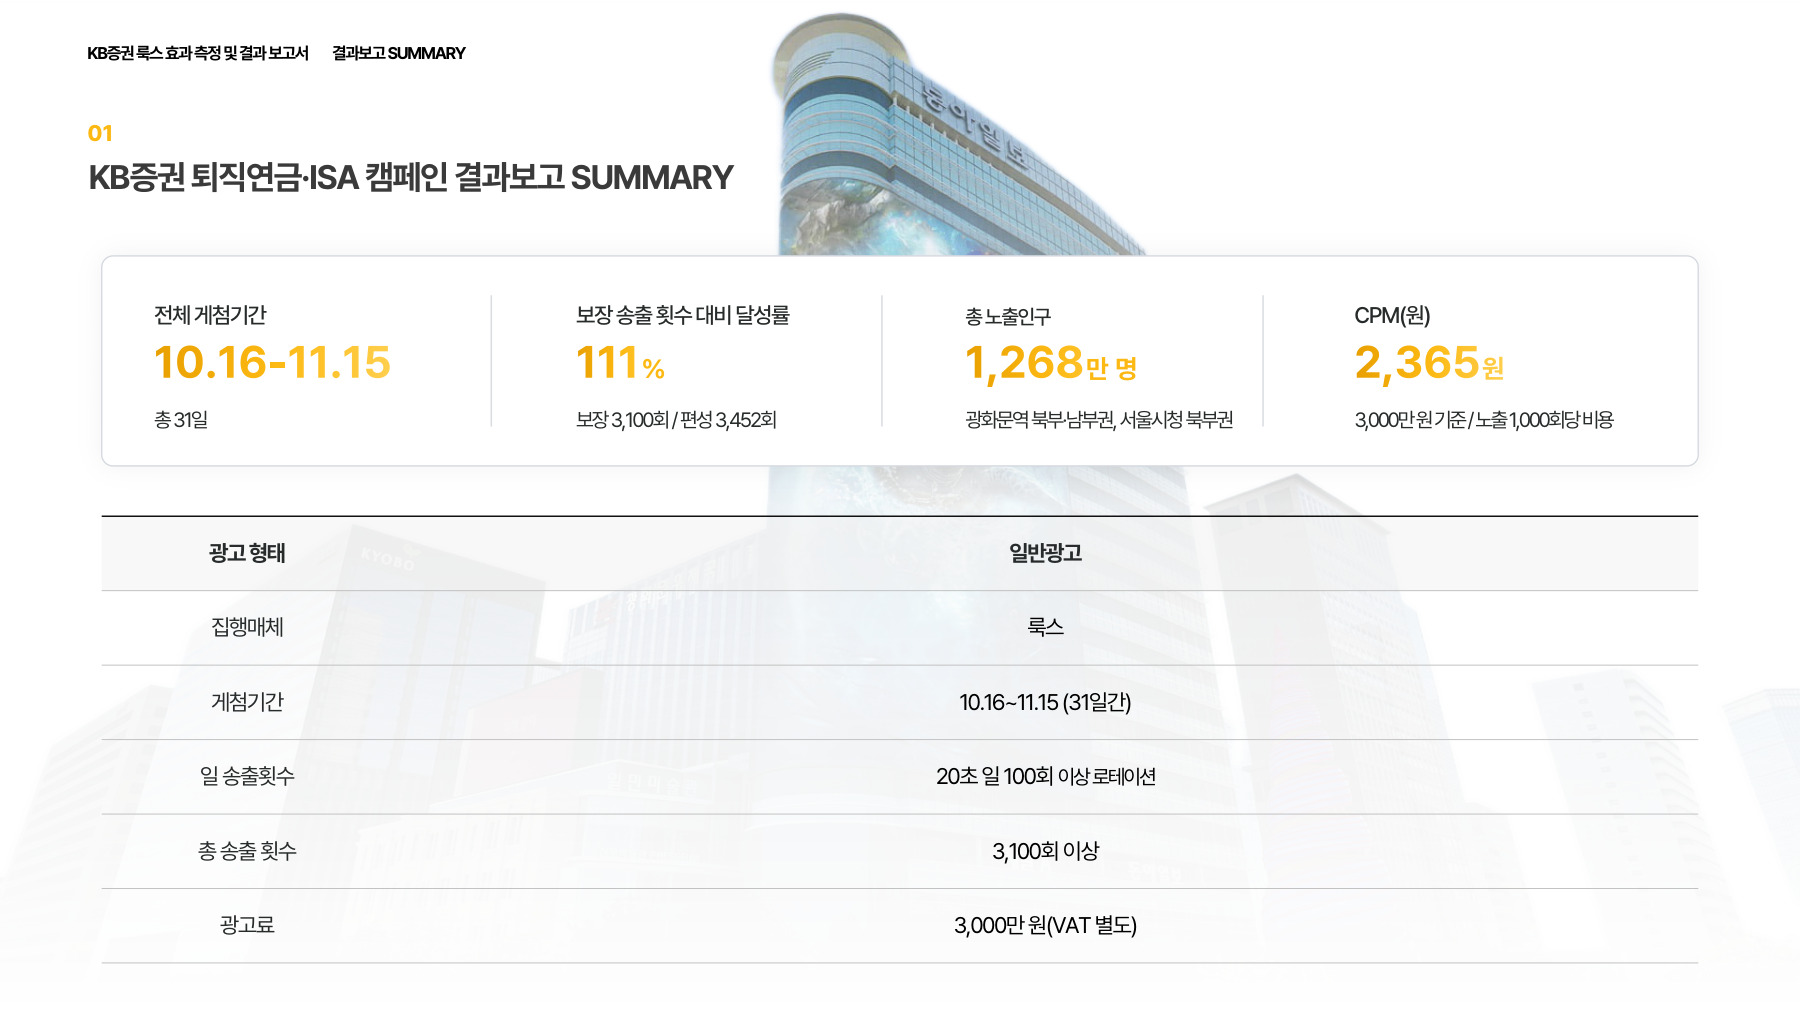 KB증권 룩스 효과 측정 및 결과 보고서 결과보고 SUMMARY
01
KB증권 퇴직연금·ISA 캠페인 결과보고 SUMMARY
동아일보
전체 게첨기간
10.16-11.15
총 31일
보장 송출 횟수 대비 달성률
111%
보장 3,100회 / 편성 3,452회
총 노출인구
1,268만 명
광화문역 북부·남부권, 서울시청 북부권
CPM(원)
2,365원
3,000만 원 기준 / 노출 1,000회당 비용
광고 형태 일반광고
KYOBO
집행매체 룩스
게첨기간 10.16~11.15 (31일간)
일 송출횟수 20초 일 100회 이상 로테이션
총 송출 횟수 3,100회 이상
광고료 3,000만 원(VAT 별도)